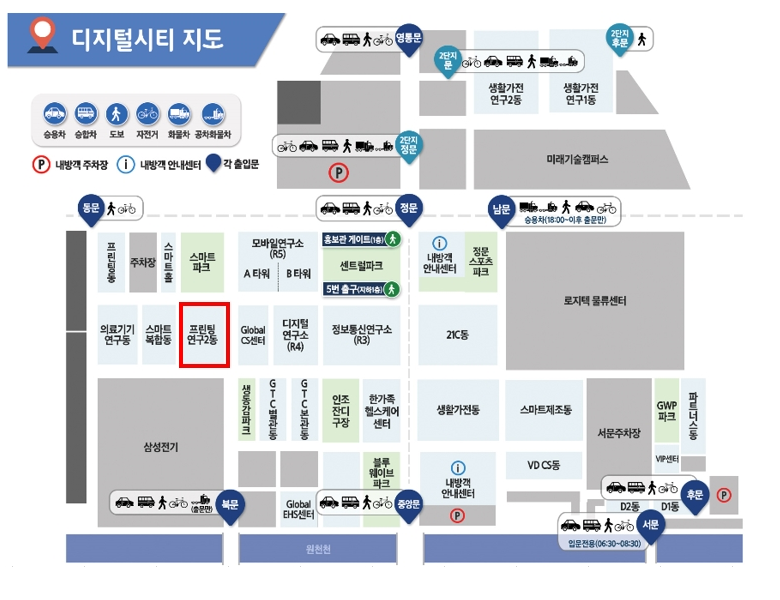 디지털시티 지도
승용차
승합차
도보
자전거
화물차
공차화물차
P 내방객 주차장
i 내방객 안내센터
각 출입문
영통문
2단지
문
2단지
후문
생활가전
연구2동
생활가전
연구1동
2단지
정문
P
미래기술캠퍼스
동문
정문
남문
승용차(18:00~이후 출문만)
프린팅동
주차장
스마트홀
스마트
파크
모바일연구소
(R5)
A 타워
B 타워
홍보관 게이트(1층)
센트럴파크
5번 출구(지하1층)
i
내방객
안내센터
정문
스포츠
파크
로지텍 물류센터
의료기기
연구동
스마트
복합동
프린팅
연구2동
Global
CS센터
디지털
연구소
(R4)
정보통신연구소
(R3)
21C동
삼성전기
생동감파크
GTC별관동
GTC본관동
인조
잔디
구장
한가족
헬스케어
센터
생활가전동
스마트제조동
서문주차장
GWP
파크
파트너스동
블루
웨이브
파크
i
내방객
안내센터
VD CS동
VIP센터
(출문만)
북문
Global
EHS센터
중앙문
P
후문
P
D2동
D1동
서문
입문전용(06:30~08:30)
원천천